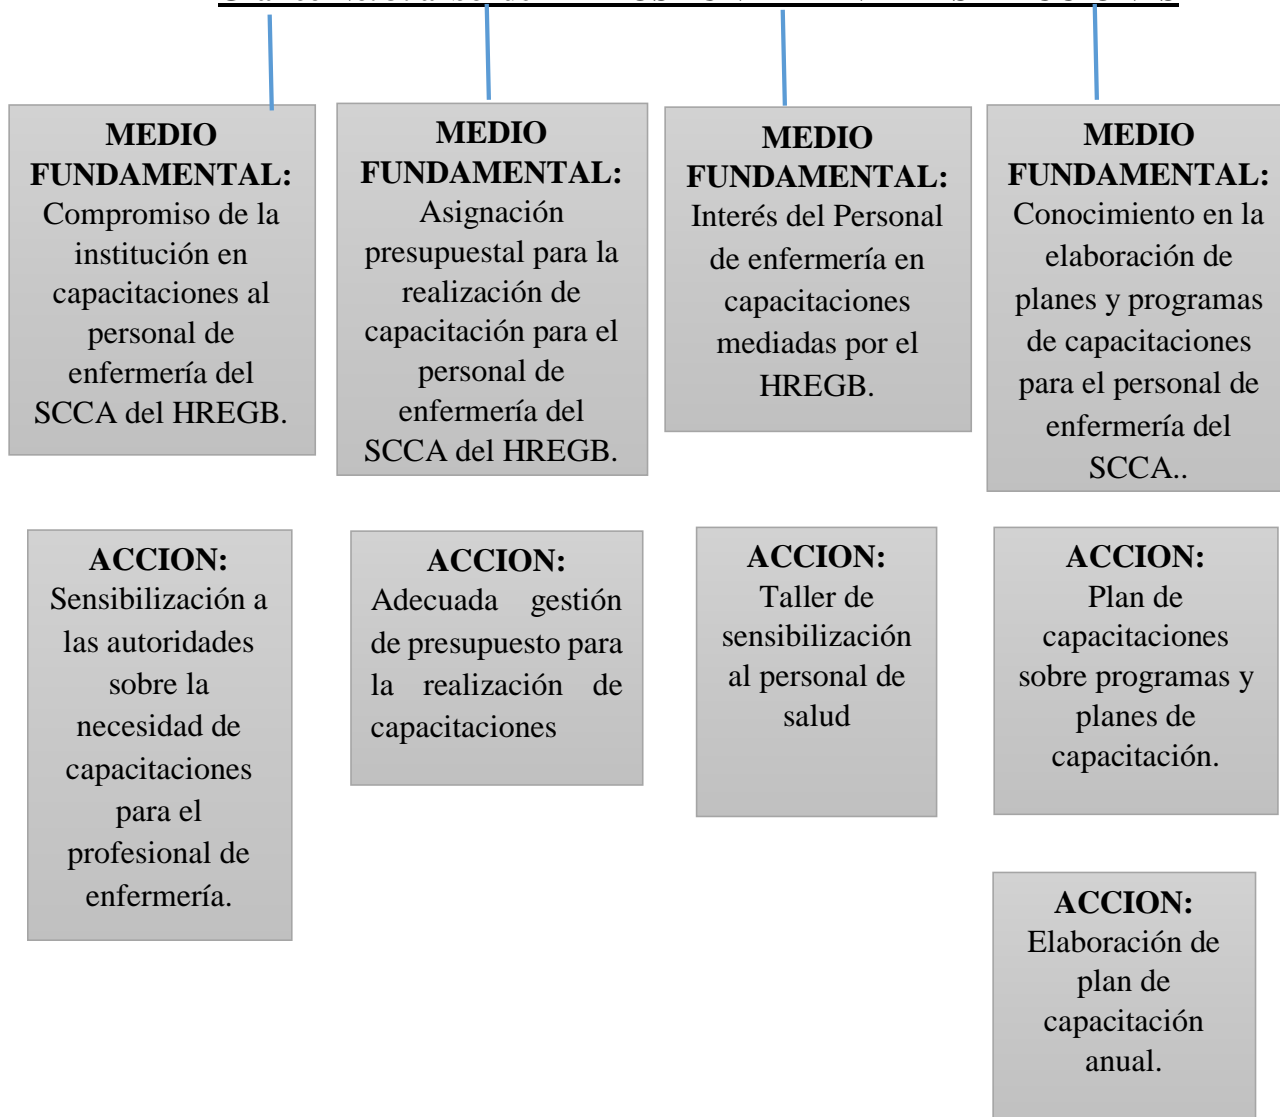 MEDIO
FUNDAMENTAL:
Compromiso de la
institución en
capacitaciones al
personal de
enfermería del
SCCA del HREGB.
MEDIO
FUNDAMENTAL:
Asignación
presupuestal para la
realización de
capacitación para el
personal de
enfermería del
SCCA del HREGB.
MEDIO
FUNDAMENTAL:
Interés del Personal
de enfermería en
capacitaciones
mediadas por el
HREGB.
MEDIO
FUNDAMENTAL:
Conocimiento en la
elaboración de
planes y programas
de capacitaciones
para el personal de
enfermería del
SCCA..
ACCION:
Sensibilización a
las autoridades
sobre la
necesidad de
capacitaciones
para el
profesional de
enfermería.
ACCION:
Adecuada gestión
de presupuesto para
la realización de
capacitaciones
ACCION:
Taller de
sensibilización
al personal de
salud
ACCION:
Plan de
capacitaciones
sobre programas y
planes de
capacitación.
ACCION:
Elaboración de
plan de
capacitación
anual.